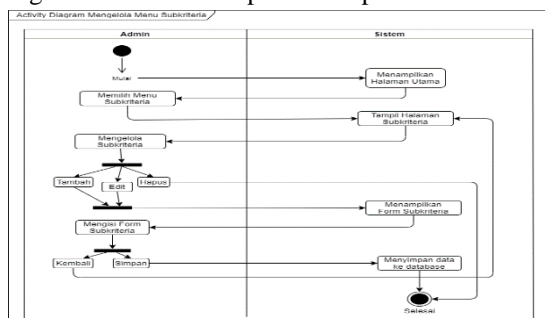 Activity Diagram Mengelola Menu Subkriteria
Admin
Sistem
Mulai
Menampilkan
Halaman Utama
Memilih Menu
Subkriteria
Tampil Halaman
Subkriteria
Mengelola
Subkriteria
Tambah
Edit
Hapus
Menampilkan
Form Subkriteria
Mengisi Form
Subkriteria
Kembali
Simpan
Menyimpan data
ke database
Selesai